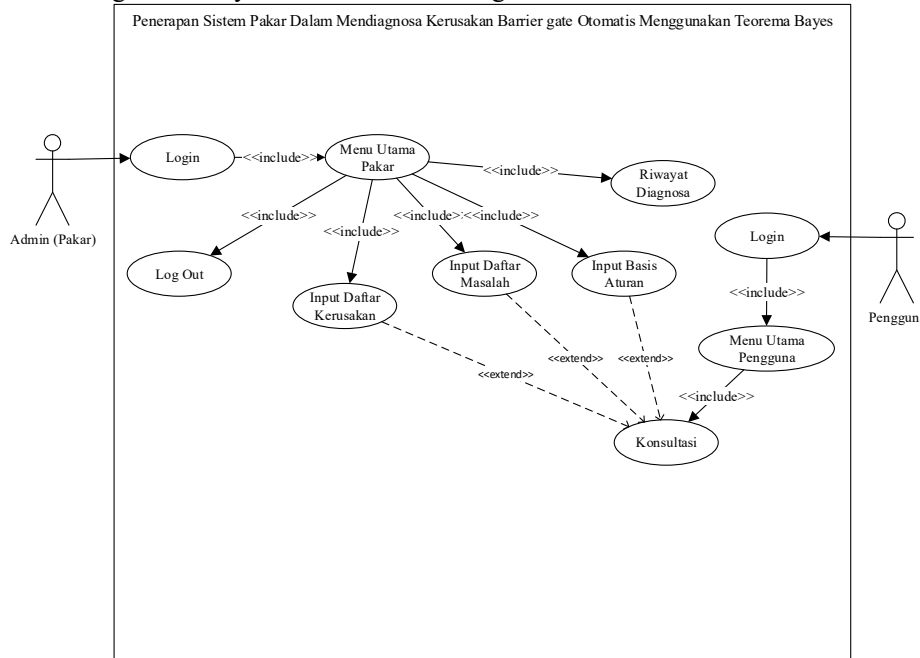 Penerapan Sistem Pakar Dalam Mendiagnosa Kerusakan Barrier gate Otomatis Menggunakan Teorema Bayes
Login
<<include>>
Menu Utama
Pakar
<<include>>
Riwayat
Diagnosa
Admin (Pakar)
<<include>>
<<include>>
<<include>>
<<include>>
Login
Log Out
Input Daftar
Kerusakan
Input Daftar
Masalah
Input Basis
Aturan
<<include>>
Penggun
Menu Utama
Pengguna
<<extend>>
<<extend>>
<<extend>>
<<include>>
Konsultasi